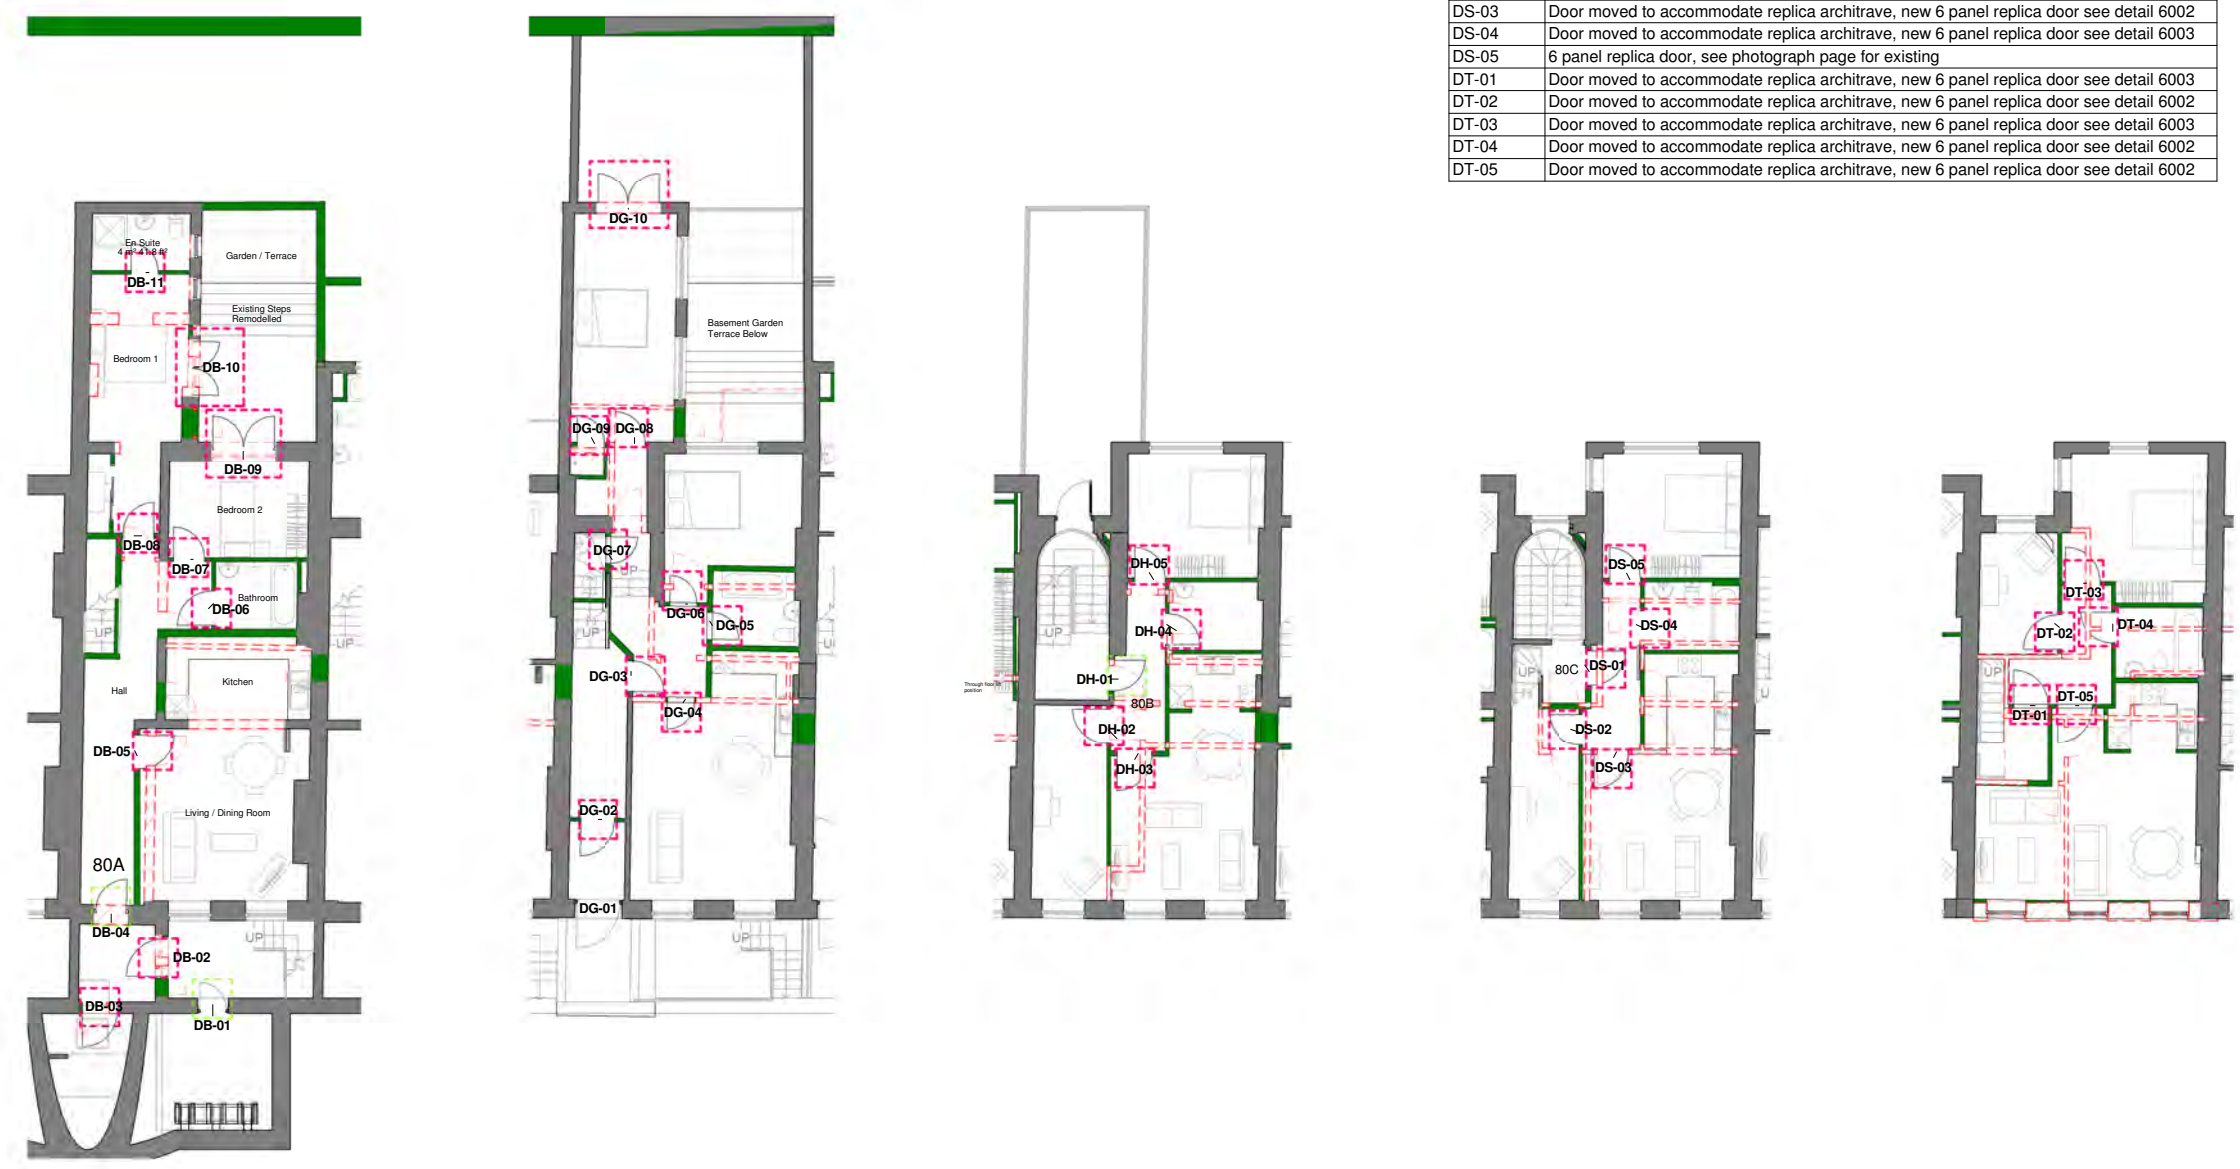 DS-03 Door moved to accommodate replica architrave, new 6 panel replica door see detail 6002
DS-04 Door moved to accommodate replica architrave, new 6 panel replica door see detail 6003
DS-05 6 panel replica door, see photograph page for existing
DT-01 Door moved to accommodate replica architrave, new 6 panel replica door see detail 6003
DT-02 Door moved to accommodate replica architrave, new 6 panel replica door see detail 6002
DT-03 Door moved to accommodate replica architrave, new 6 panel replica door see detail 6003
DT-04 Door moved to accommodate replica architrave, new 6 panel replica door see detail 6002
DT-05 Door moved to accommodate replica architrave, new 6 panel replica door see detail 6002
En Suite
4 m² 41.8 ft²
DB-11
Garden / Terrace
Existing Steps
Remodelled
Bedroom 1
DB-10
DB-09
Bedroom 2
DB-08
DB-07
Bathroom
DB-06
UP
UP
Kitchen
Hall
DB-05
Living / Dining Room
80A
DB-04
UP
DB-02
DB-03
DB-01
DG-10
Basement Garden
Terrace Below
DG-09
DG-08
DG-07
UP
DG-06
DG-05
UP
UP
DG-03
DG-04
DG-02
DG-01
UP
DH-05
DH-04
UP
DH-01
80B
DH-02
DH-03
Through floor
position
DS-05
DS-04
80C
DS-01
UP
DS-02
DS-03
DT-03
DT-02
DT-04
UP
DT-05
DT-01